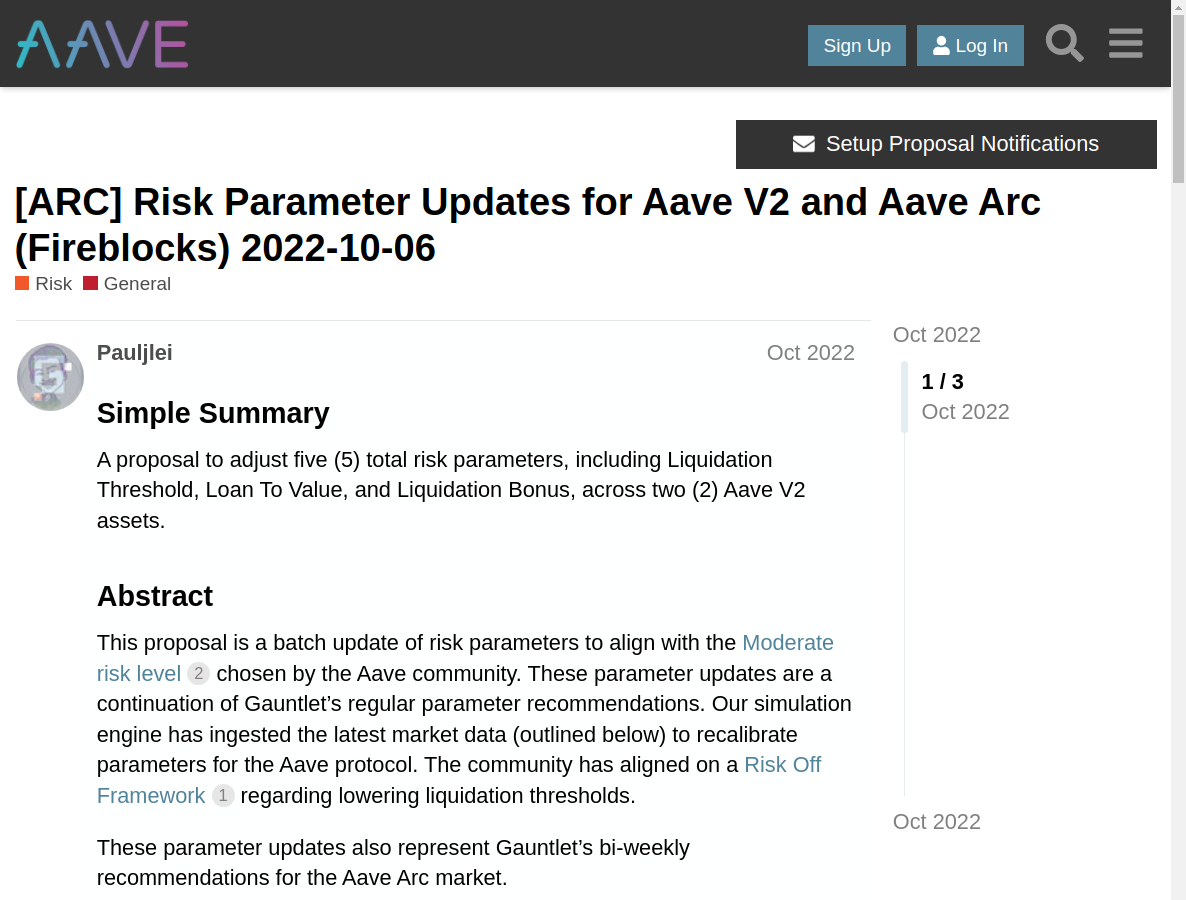 AAVE
Sign Up
Log In
Setup Proposal Notifications
[ARC] Risk Parameter Updates for Aave V2 and Aave Arc
(Fireblocks) 2022-10-06
Risk General
Pauljlei
Oct 2022
Oct 2022
1 / 3
Oct 2022
Simple Summary
A proposal to adjust five (5) total risk parameters, including Liquidation
Threshold, Loan To Value, and Liquidation Bonus, across two (2) Aave V2
assets.
Abstract
This proposal is a batch update of risk parameters to align with the Moderate
risk level 2 chosen by the Aave community. These parameter updates are a
continuation of Gauntlet’s regular parameter recommendations. Our simulation
engine has ingested the latest market data (outlined below) to recalibrate
parameters for the Aave protocol. The community has aligned on a Risk Off
Framework 1 regarding lowering liquidation thresholds.
Oct 2022
These parameter updates also represent Gauntlet’s bi-weekly
recommendations for the Aave Arc market.